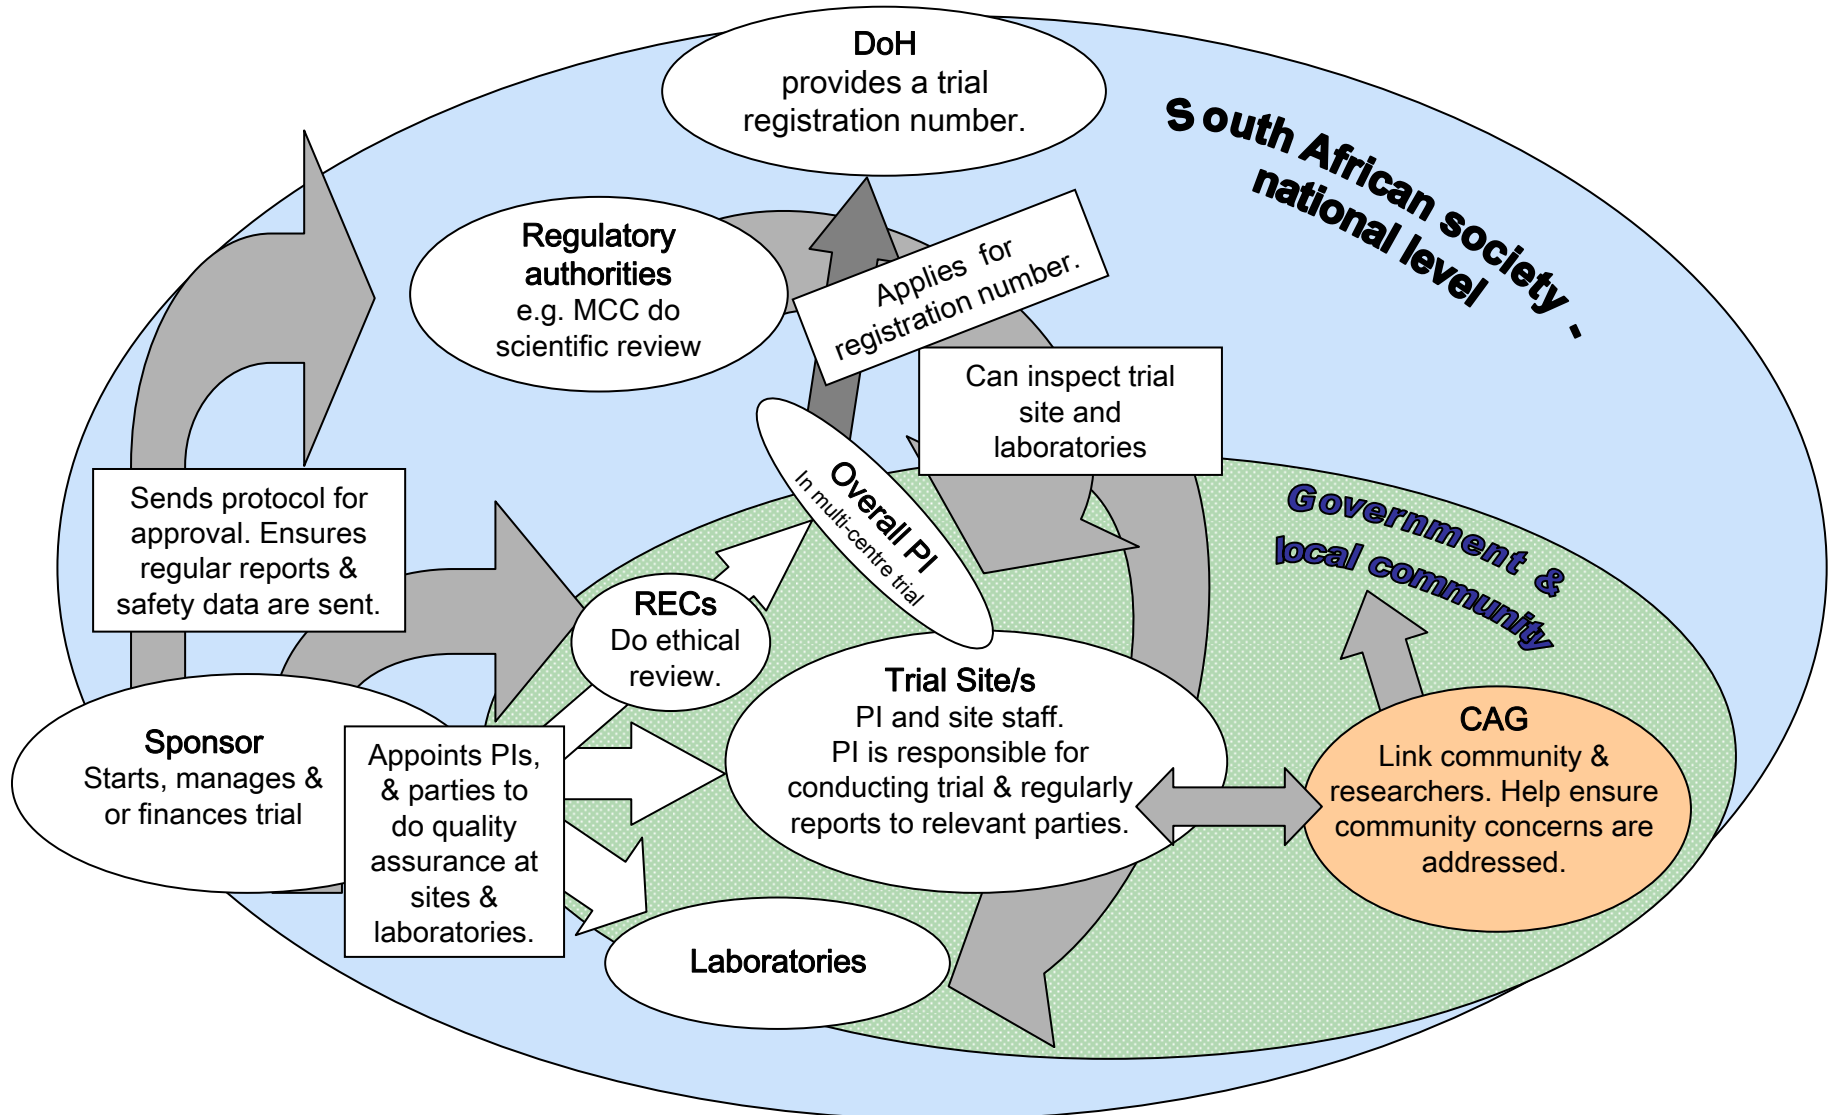 DoH
provides a trial
registration number.
South African society -
national level
Regulatory
authorities
e.g. MCC do
scientific review
Applies for
registration number.
Can inspect trial
site and
laboratories
Overall PI
In multi-centre trial
Government &
local community
Sends protocol for
approval. Ensures
regular reports &
safety data are sent.
RECs
Do ethical
review.
Sponsor
Starts, manages &
or finances trial
Appoints PIs,
& parties to
do quality
assurance at
sites &
laboratories.
Trial Site/s
PI and site staff.
PI is responsible for
conducting trial & regularly
reports to relevant parties.
CAG
Link community &
researchers. Help ensure
community concerns are
addressed.
Laboratories